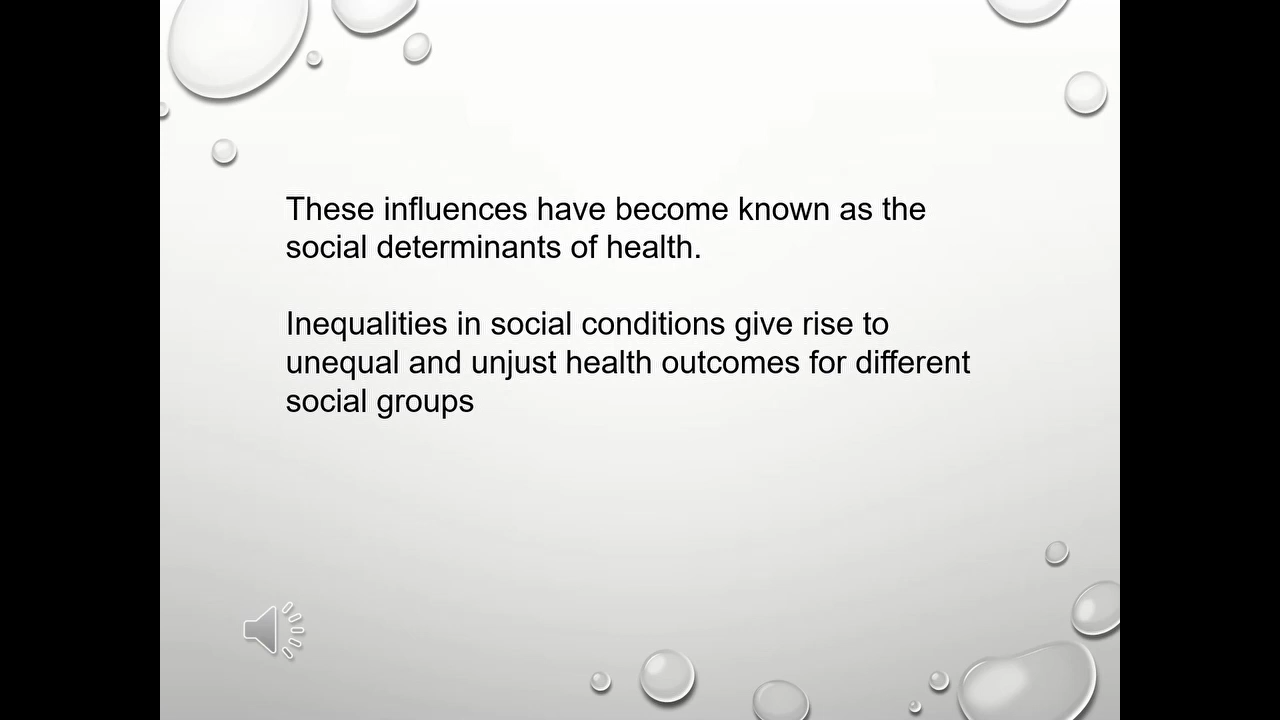 These influences have become known as the
social determinants of health.
Inequalities in social conditions give rise to
unequal and unjust health outcomes for different
social groups